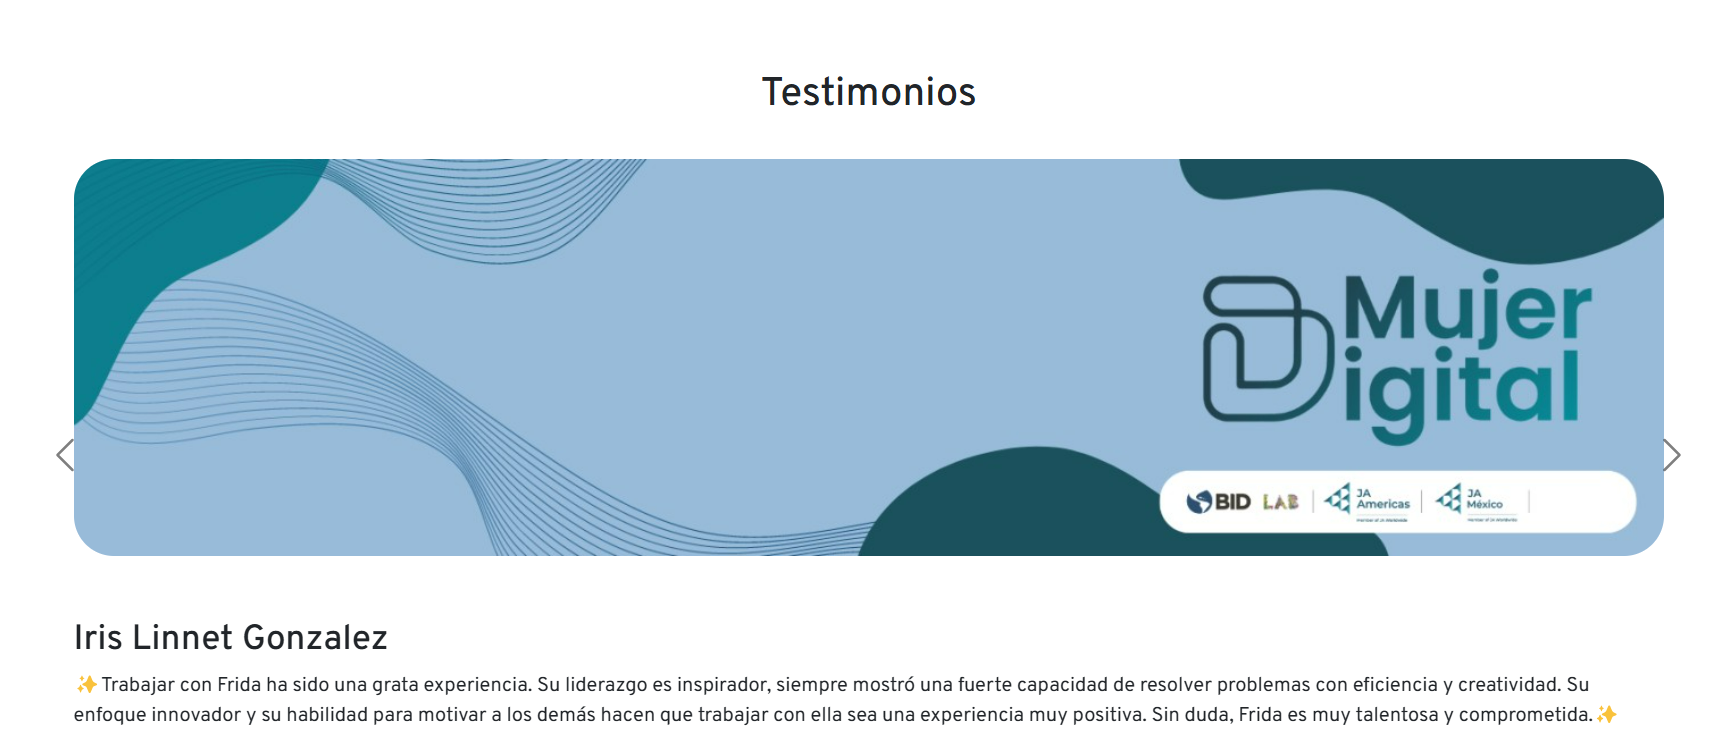 Testimonios
Mujer
Digital
BID LAB JA Americas JA México
Iris Linnet Gonzalez
✨Trabajar con Frida ha sido una grata experiencia. Su liderazgo es inspirador, siempre mostró una fuerte capacidad de resolver problemas con eficiencia y creatividad. Su
enfoque innovador y su habilidad para motivar a los demás hacen que trabajar con ella sea una experiencia muy positiva. Sin duda, Frida es muy talentosa y comprometida.✨